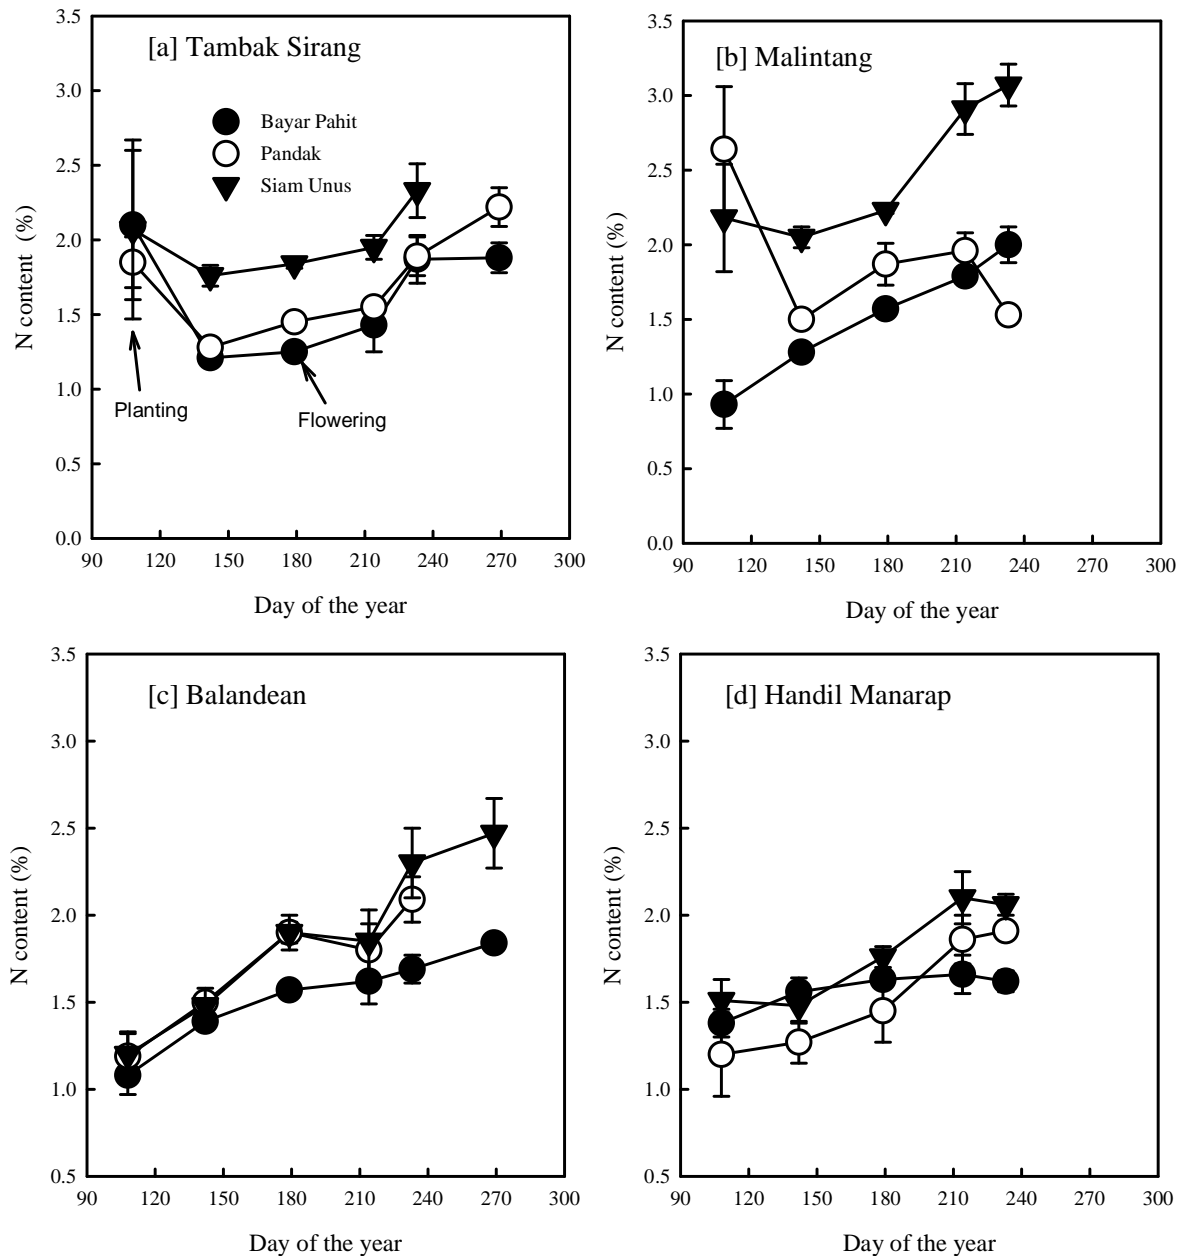 [a] Tambak Sirang
Bayar Pahit
Pandak
Siam Unus
Planting
Flowering
3.5
3.0
2.5
2.0
1.5
1.0
0.5
0.0
N content (%)
90 120 150 180 210 240 270 300
Day of the year
[b] Malintang
3.5
3.0
2.5
2.0
1.5
1.0
0.5
0.0
N content (%)
90 120 150 180 210 240 270 300
Day of the year
[c] Balandean
3.5
3.0
2.5
2.0
1.5
1.0
0.5
N content (%)
90 120 150 180 210 240 270 300
Day of the year
[d] Handil Manarap
3.5
3.0
2.5
2.0
1.5
1.0
0.5
N content (%)
90 120 150 180 210 240 270 300
Day of the year